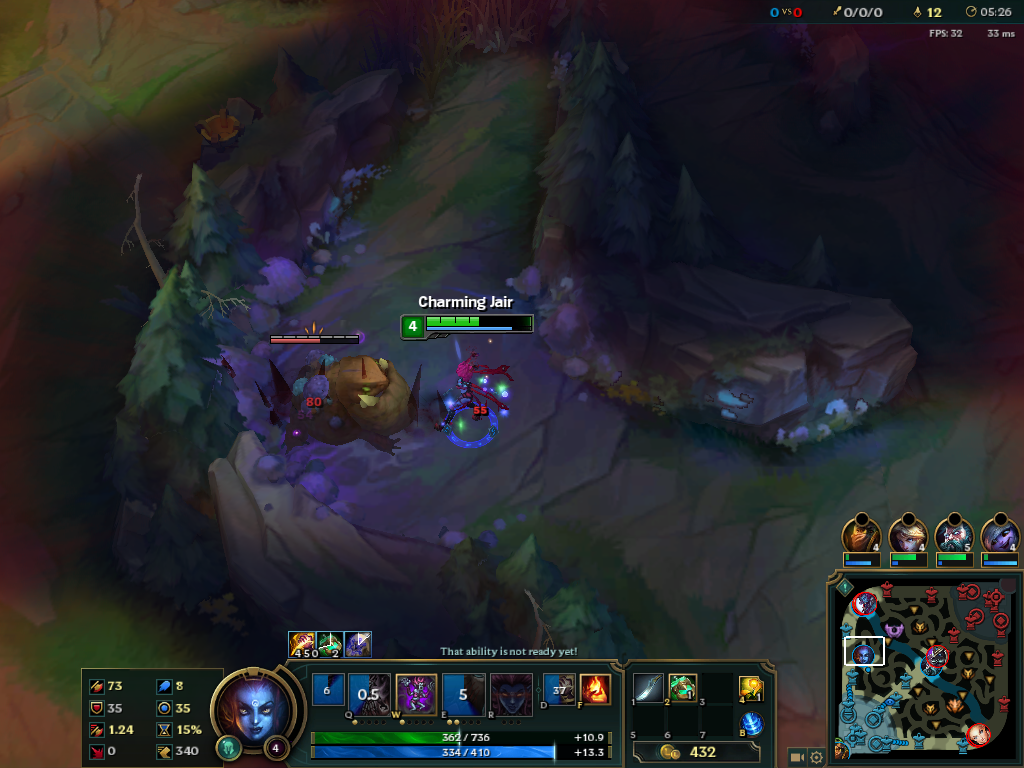 0 vs 0 0/0/0 12 05:26
FPS: 32 33 ms
Charming Jair
4
80
55
4 4 5 4
450 2
That ability is not ready yet!
73 8
35 35
1.24 15%
0 340
4
6 0.5 5 37
Q W E R D F
362 / 736 +10.9
334 / 410 +13.3
1 2 3 4 1
5 6 7 B
432